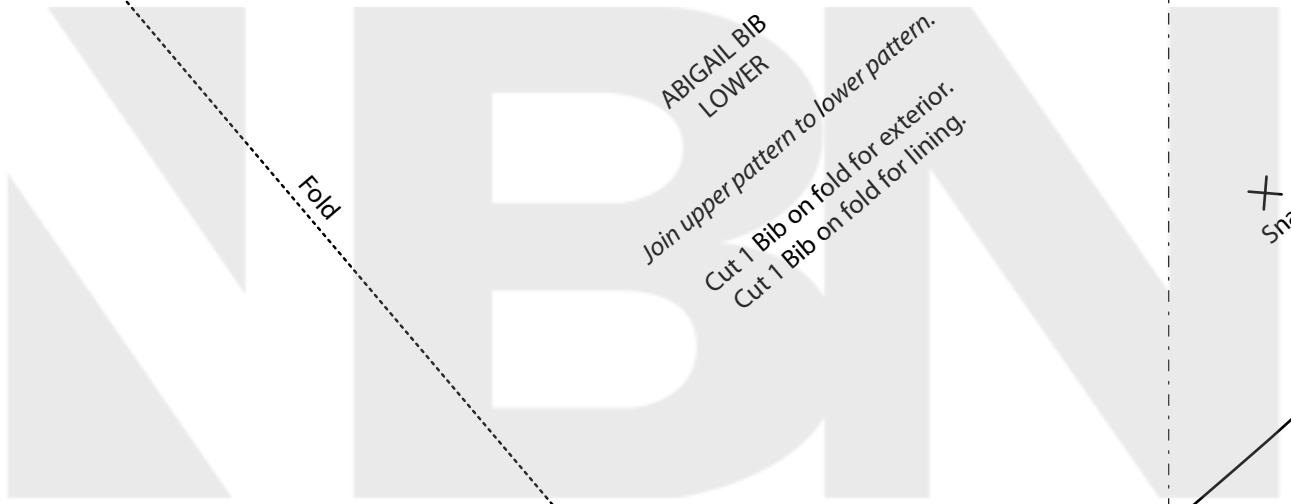 ABIGAIL BIB
LOWER
Join upper pattern to lower pattern.
Cut 1 Bib on fold for exterior.
Cut 1 Bib on fold for lining.
Fold
NBN